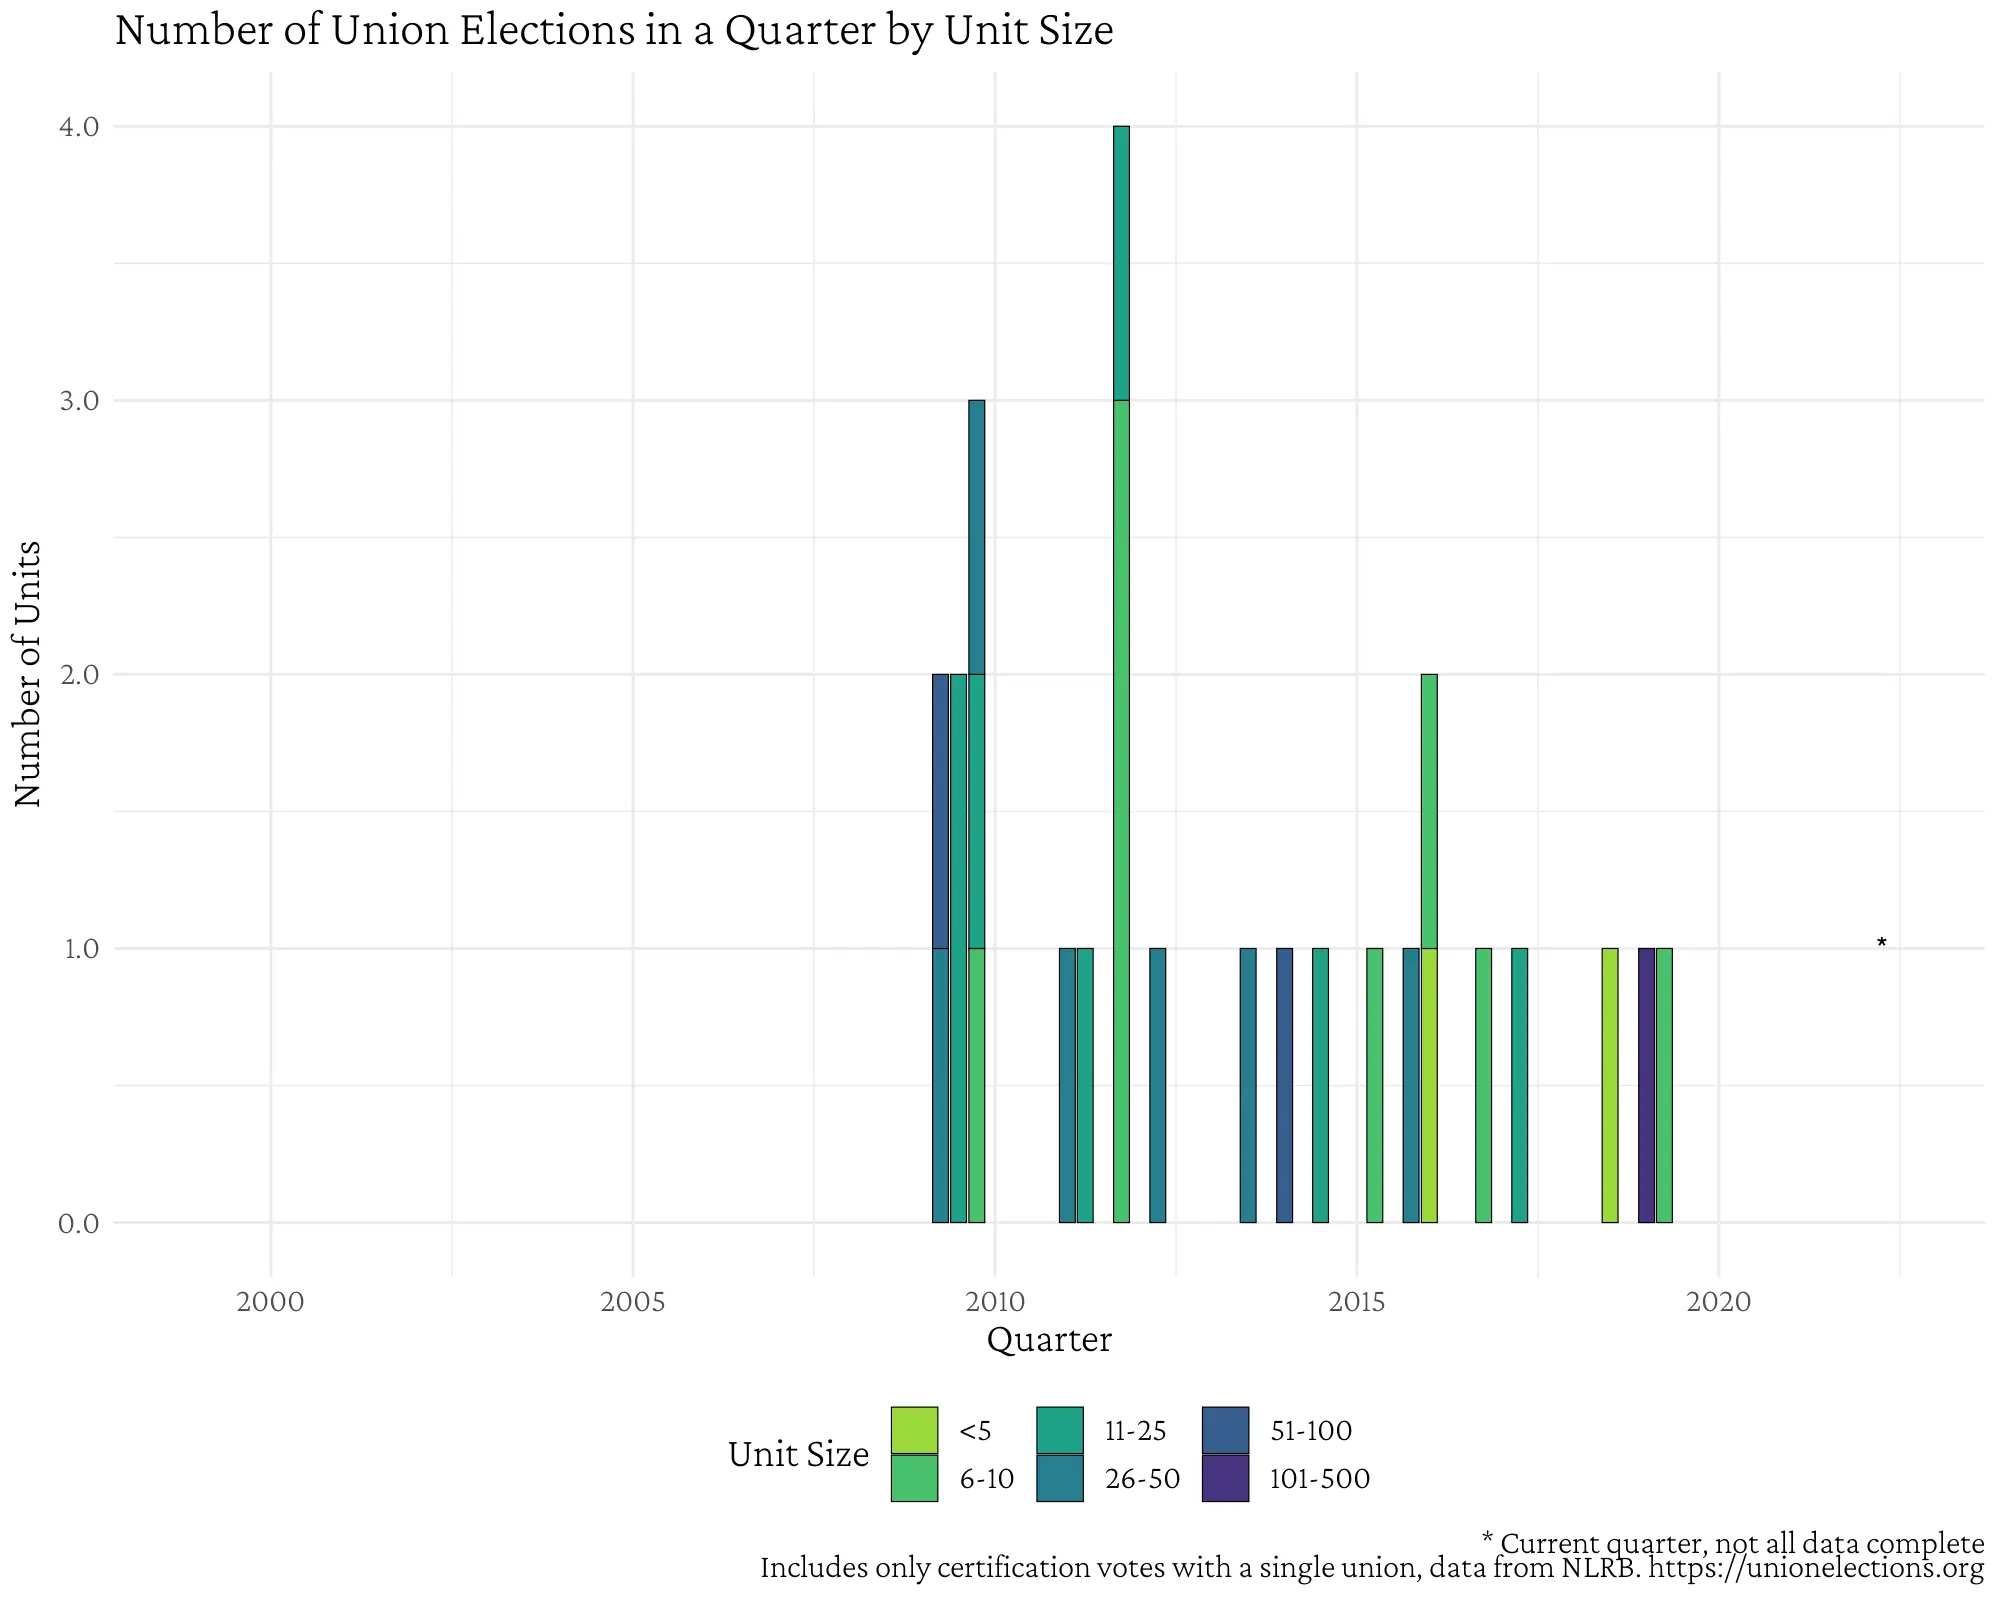 Number of Union Elections in a Quarter by Unit Size
4.0
3.0
2.0
1.0
0.0
Number of Units
*
2000 2005 2010 2015 2020
Quarter
Unit Size
<5 11-25 51-100
6-10 26-50 101-500
* Current quarter, not all data complete
Includes only certification votes with a single union, data from NLRB. https://unionelections.org